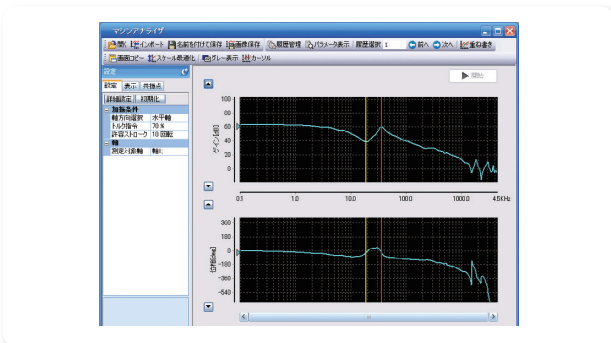 マシンアナライザ
開く インポート 名前を付けて保存 画像保存 履歴管理 パラメータ表示 履歴選択 1 前へ 次へ 重ね書き
画面コピー スケール最適化 グレー表示 カーソル
設定
開始
設定 表示 共振点
詳細設定 初期化
加振条件
軸方向選択 水平軸
トルク指令 70 %
許容ストローク 10 回転
軸
測定対象軸 軸1.
ゲイン[dB]
100
80
60
40
20
0
0.1 1.0 10.0 100.0 1000.0 4.5KHz
位相[deg]
360
180
0
-180
-360
-540